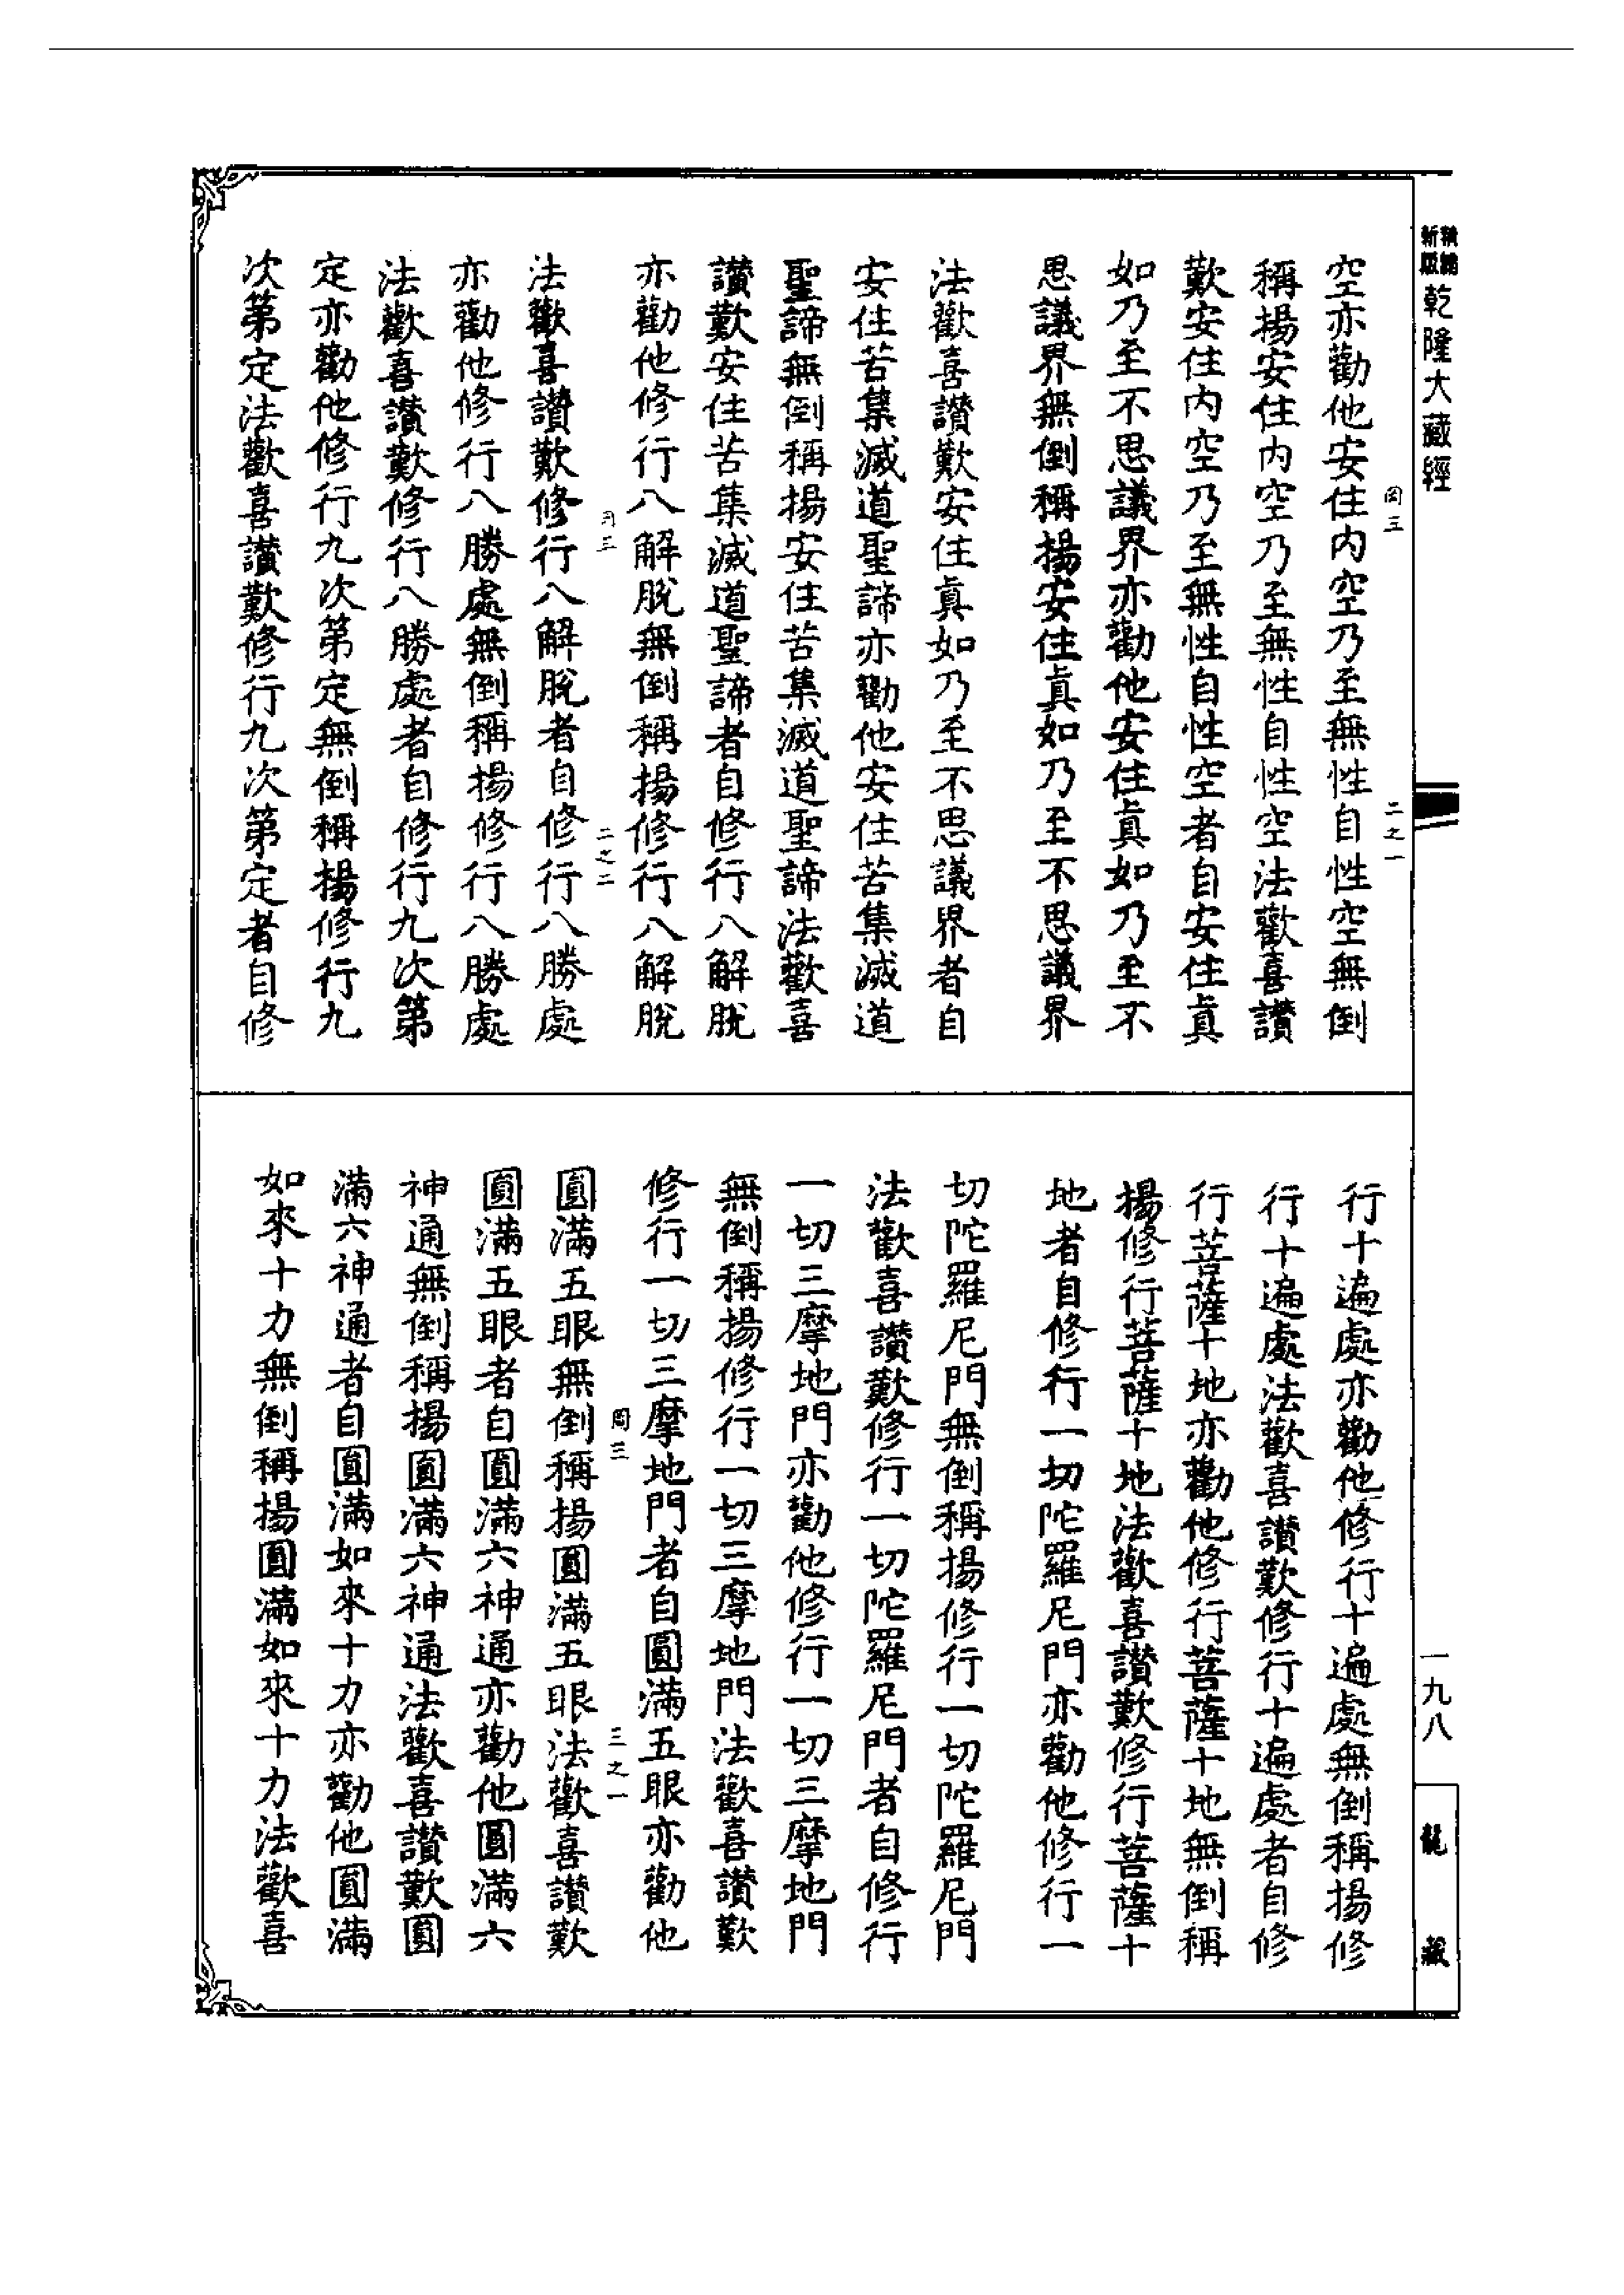 精繕
新版
乾隆大藏經
岡三
二之一
空亦勸他安住內空乃至無性自性空無倒
稱揚安住內空乃至無性自性空法歡喜讚
歎安住內空乃至無性自性空者自安住真
如乃至不思議界亦勸他安住真如乃至不
思議界無倒稱揚安住真如乃至不思議界
法歡喜讚歎安住真如乃至不思議界者自
安住苦集滅道聖諦亦勸他安住苦集滅道
聖諦無倒稱揚安住苦集滅道聖諦法歡喜
讚歎安住苦集滅道聖諦者自修行八解脫
亦勸他修行八解脫無倒稱揚修行八解脫
岡三
二之二
法歡喜讚歎修行八解脫者自修行八勝處
亦勸他修行八勝處無倒稱揚修行八勝處
法歡喜讚歎修行八勝處者自修行九次第
定亦勸他修行九次第定無倒稱揚修行九
次第定法歡喜讚歎修行九次第定者自修
行十遍處亦勸他修行十遍處無倒稱揚修
行十遍處法歡喜讚歎修行十遍處者自修
行菩薩十地亦勸他修行菩薩十地無倒稱
揚修行菩薩十地法歡喜讚歎修行菩薩十
地者自修行一切陀羅尼門亦勸他修行一
切陀羅尼門無倒稱揚修行一切陀羅尼門
法歡喜讚歎修行一切陀羅尼門者自修行
一切三摩地門亦勸他修行一切三摩地門
無倒稱揚修行一切三摩地門法歡喜讚歎
修行一切三摩地門者自圓滿五眼亦勸他
岡三
三之一
圓滿五眼無倒稱揚圓滿五眼法歡喜讚歎
圓滿五眼者自圓滿六神通亦勸他圓滿六
神通無倒稱揚圓滿六神通法歡喜讚歎圓
滿六神通者自圓滿如來十力亦勸他圓滿
如來十力無倒稱揚圓滿如來十力法歡喜
一九八
龍藏